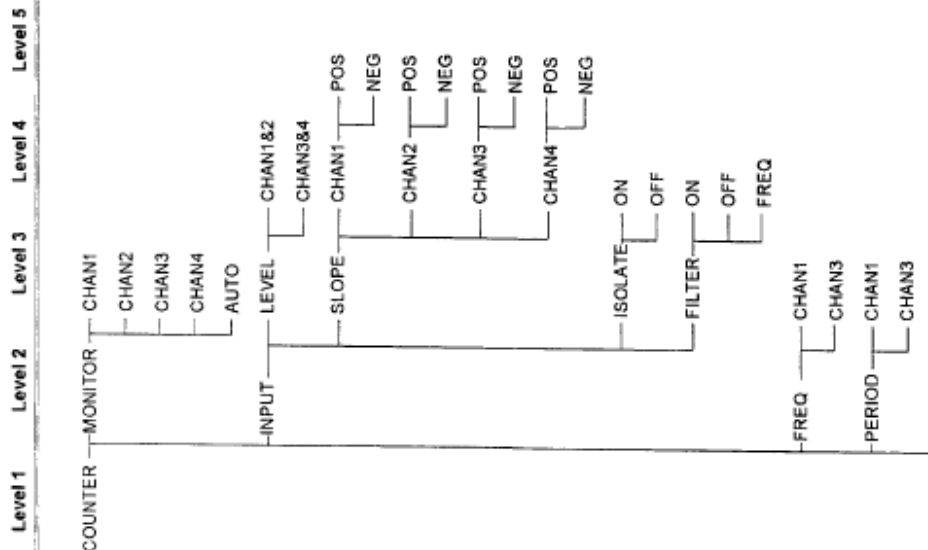 Level 1 Level 2 Level 3 Level 4 Level 5
COUNTER MONITOR CHAN1
CHAN2
CHAN3
CHAN4
AUTO
INPUT LEVEL CHAN1&2
CHAN3&4
SLOPE CHAN1 POS
NEG
CHAN2 POS
NEG
CHAN3 POS
NEG
CHAN4 POS
NEG
ISOLATE ON
OFF
FILTER ON
OFF
FREQ
FREQ CHAN1
CHAN3
PERIOD CHAN1
CHAN3